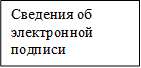 Сведения об
электронной
подписи